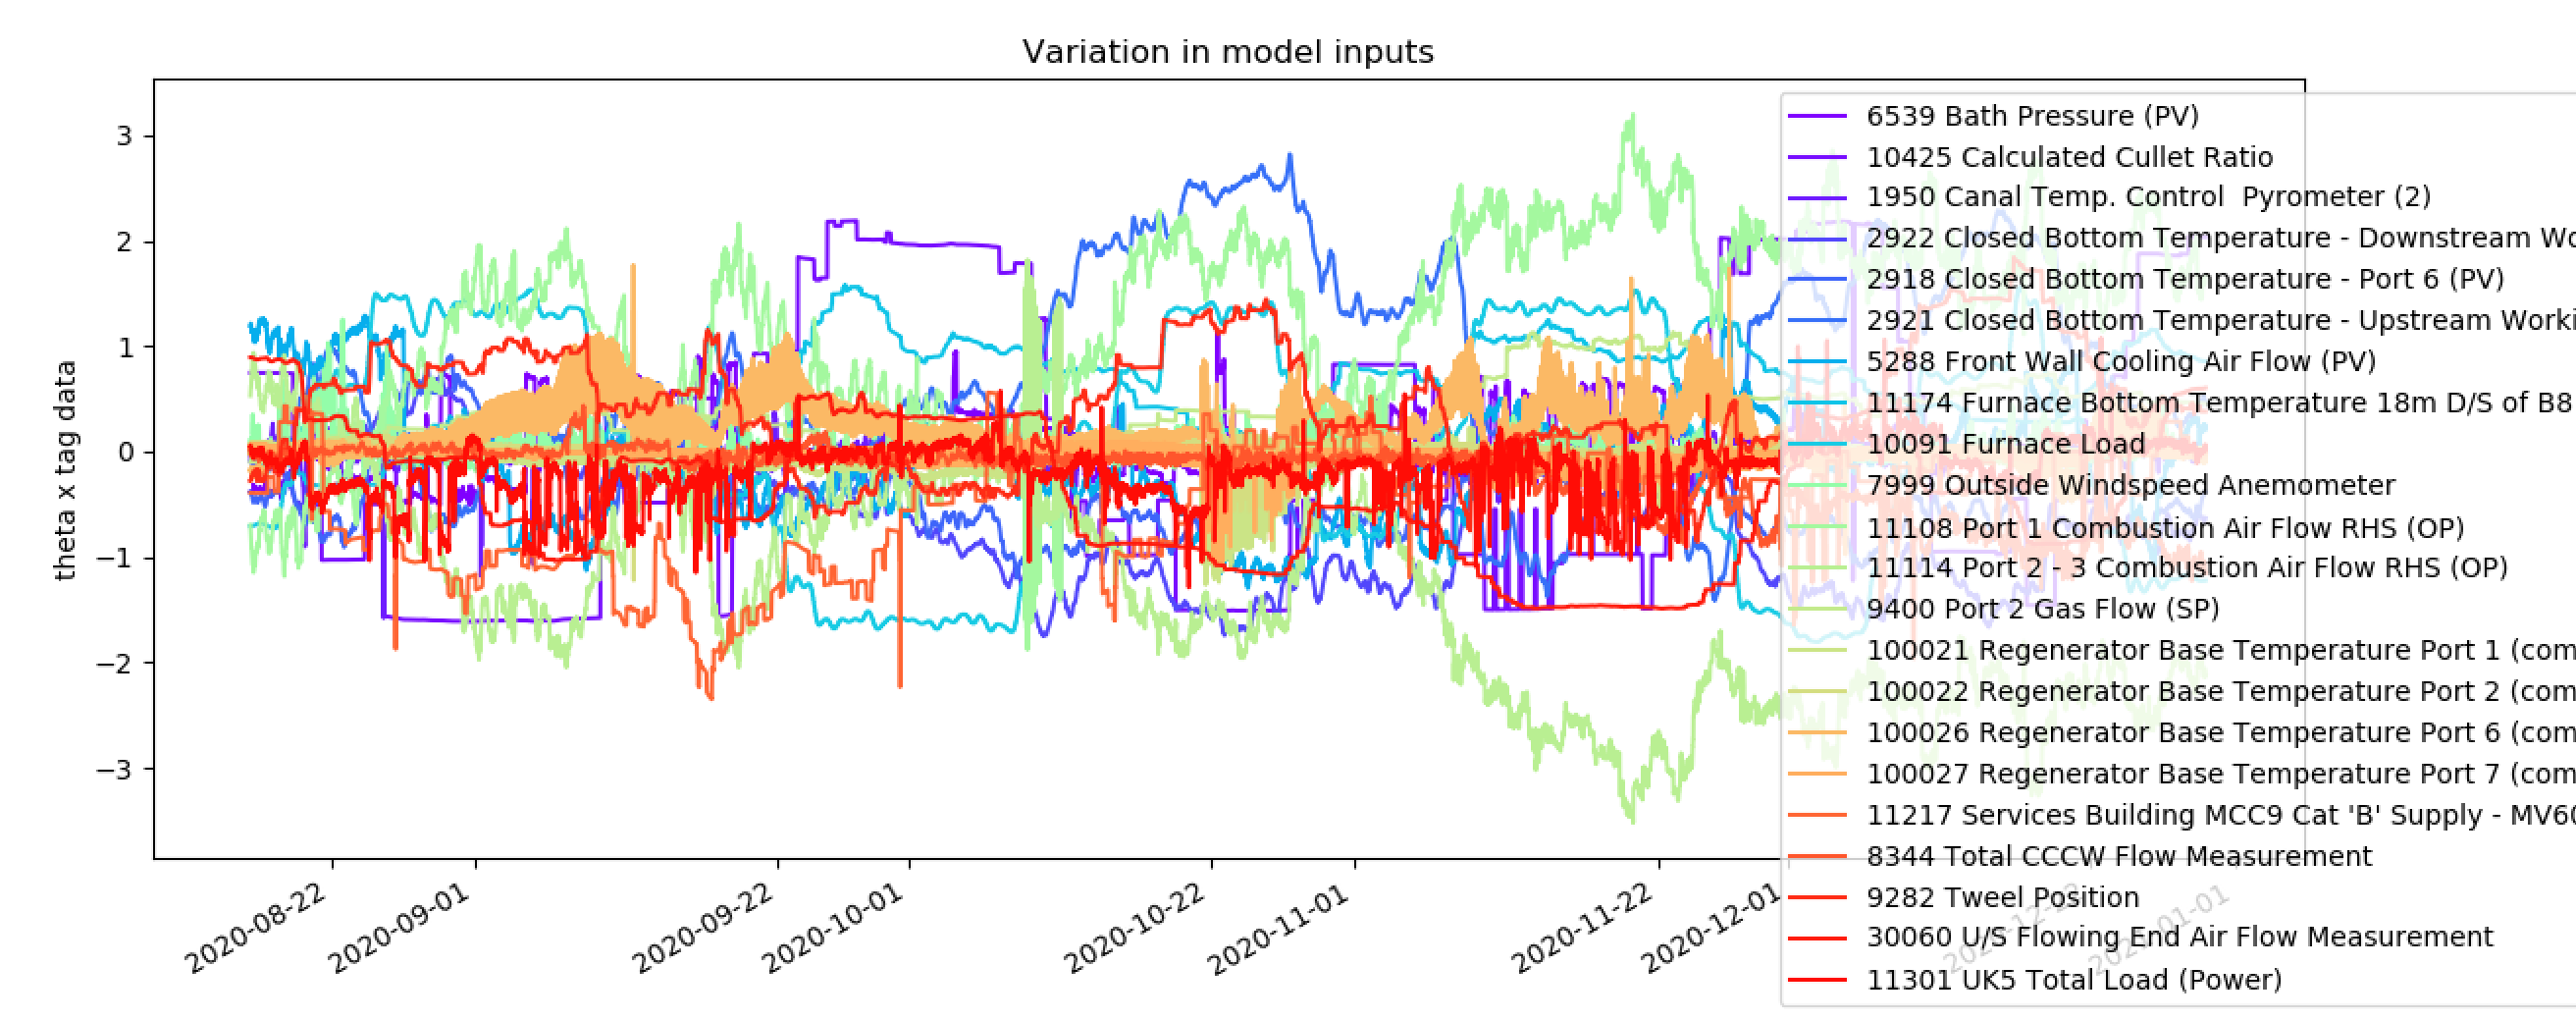 Variation in model inputs
theta x tag data
3
2
1
0
−1
−2
−3
2020-08-22
2020-09-01
2020-09-22
2020-10-01
2020-10-22
2020-11-01
2020-11-22
2020-12-01
6539 Bath Pressure (PV)
10425 Calculated Cullet Ratio
1950 Canal Temp. Control  Pyrometer (2)
2922 Closed Bottom Temperature - Downstream Wo
2918 Closed Bottom Temperature - Port 6 (PV)
2921 Closed Bottom Temperature - Upstream Worki
5288 Front Wall Cooling Air Flow (PV)
11174 Furnace Bottom Temperature 18m D/S of B8
10091 Furnace Load
7999 Outside Windspeed Anemometer
11108 Port 1 Combustion Air Flow RHS (OP)
11114 Port 2 - 3 Combustion Air Flow RHS (OP)
9400 Port 2 Gas Flow (SP)
100021 Regenerator Base Temperature Port 1 (com
100022 Regenerator Base Temperature Port 2 (com
100026 Regenerator Base Temperature Port 6 (com
100027 Regenerator Base Temperature Port 7 (com
11217 Services Building MCC9 Cat 'B' Supply - MV60
8344 Total CCCW Flow Measurement
9282 Tweel Position
30060 U/S Flowing End Air Flow Measurement
11301 UK5 Total Load (Power)